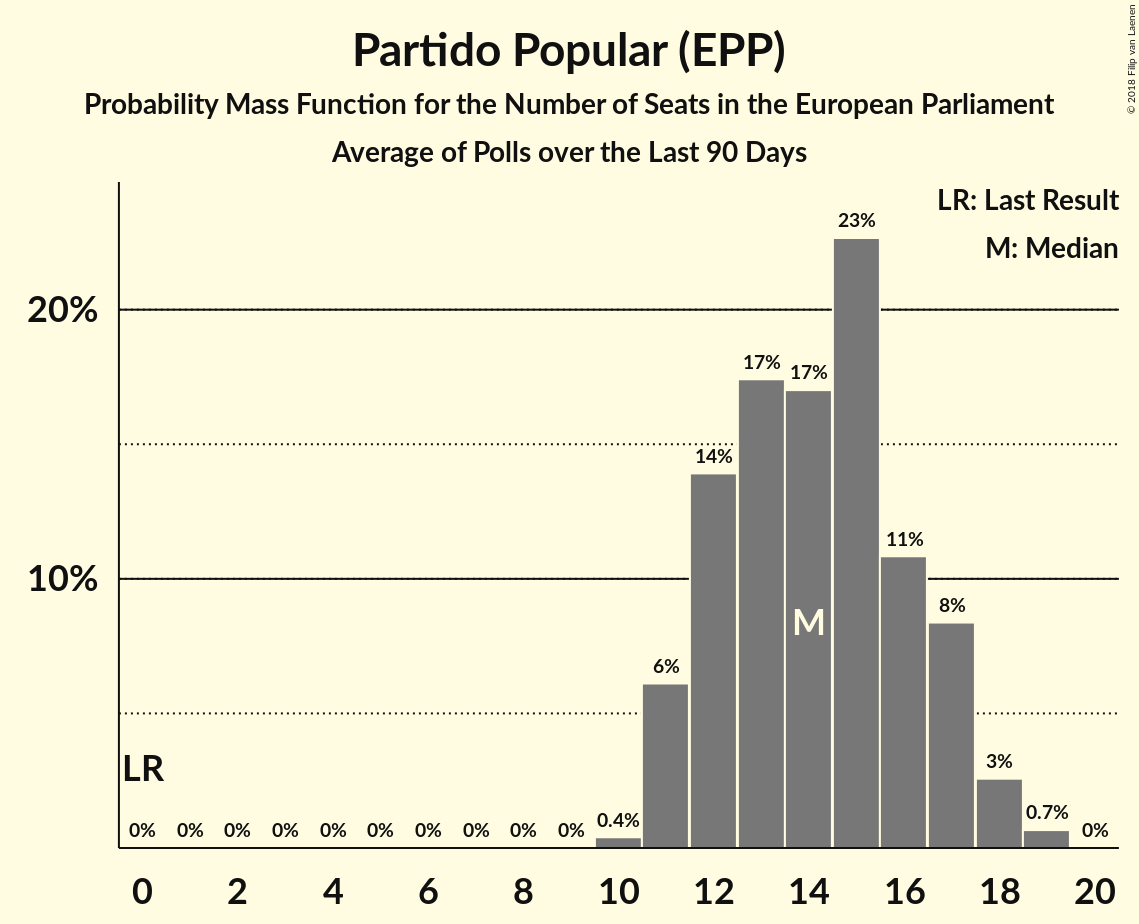 Partido Popular (EPP)
Probability Mass Function for the Number of Seats in the European Parliament
Average of Polls over the Last 90 Days
© 2018 Filip van Laenen
LR: Last Result
M: Median
20%
10%
LR
M
0% 0% 0% 0% 0% 0% 0% 0% 0% 0% 0.4% 6% 14% 17% 17% 23% 11% 8% 3% 0.7% 0%
0 2 4 6 8 10 12 14 16 18 20